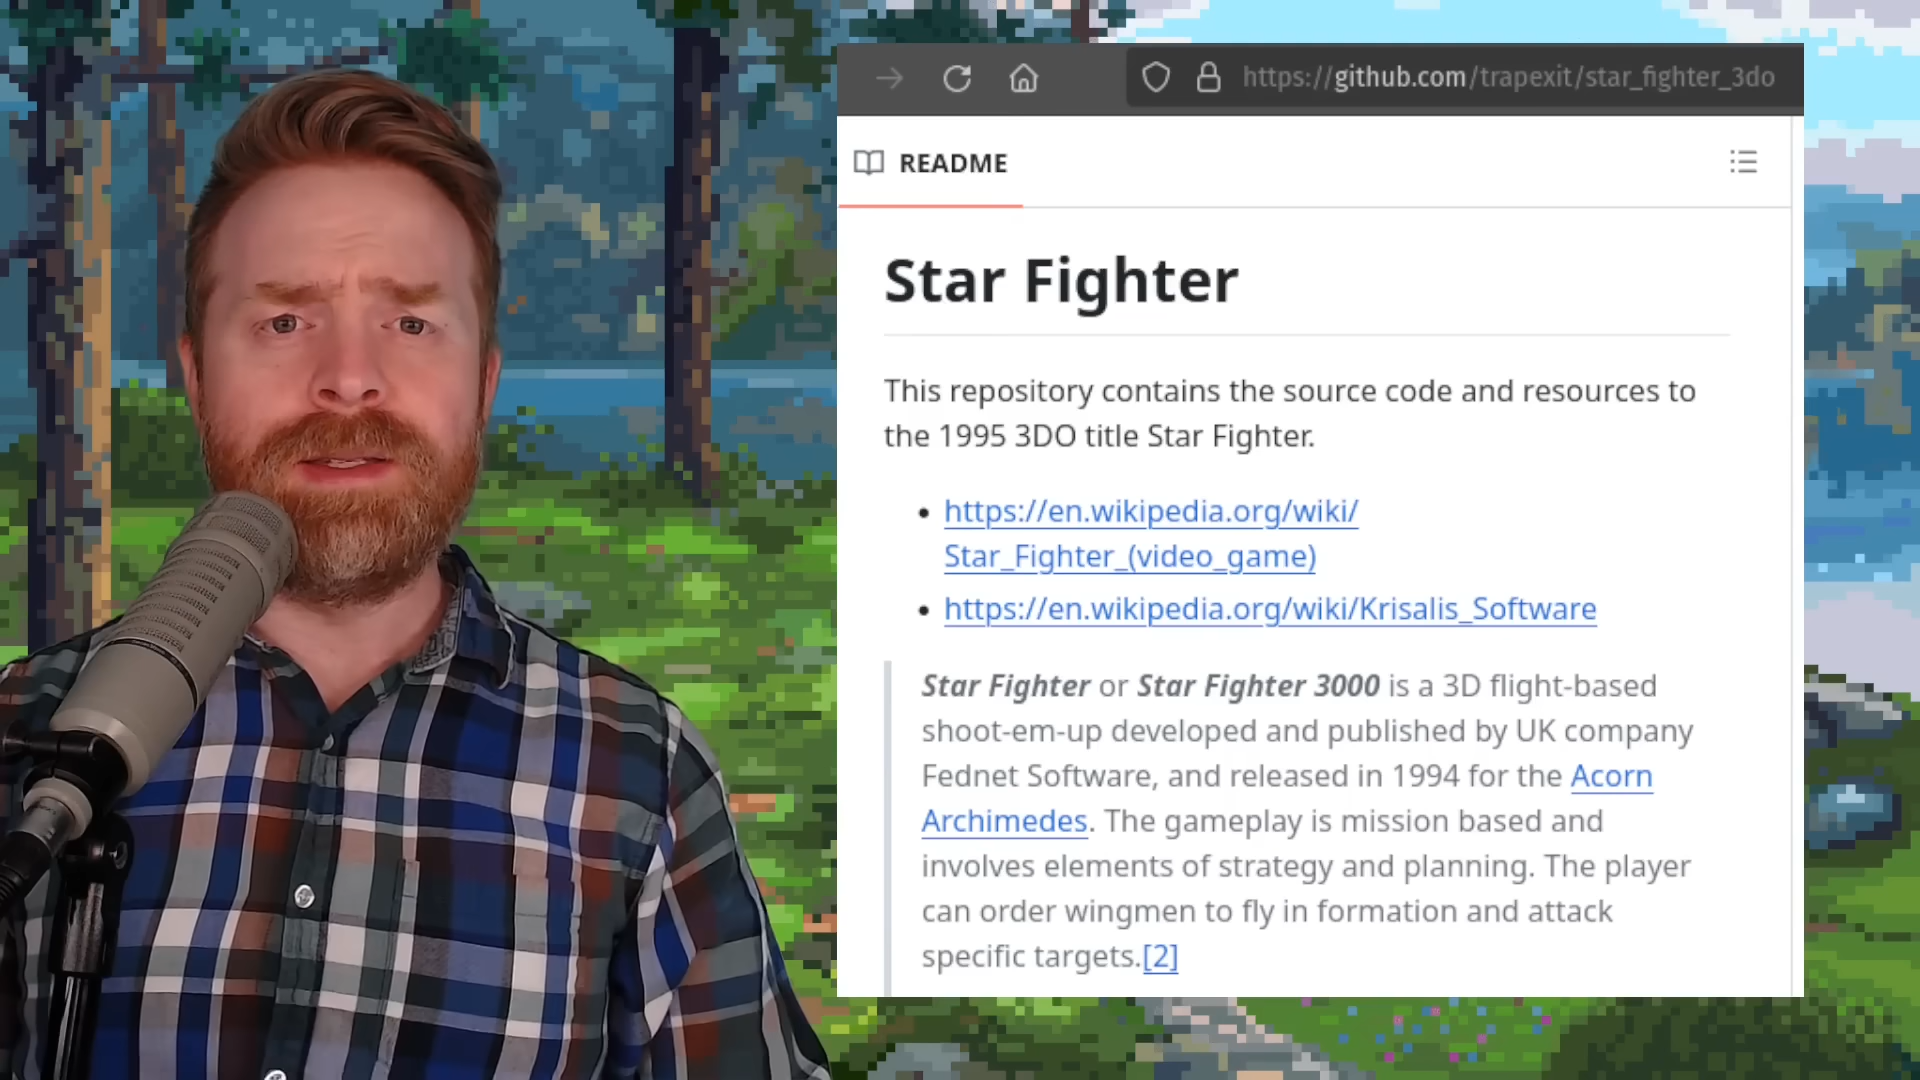 https://github.com/trapexit/star_fighter_3do
README
Star Fighter
This repository contains the source code and resources to
the 1995 3DO title Star Fighter.
• https://en.wikipedia.org/wiki/
Star_Fighter_(video_game)
• https://en.wikipedia.org/wiki/Krisalis_Software
Star Fighter or Star Fighter 3000 is a 3D flight-based
shoot-em-up developed and published by UK company
Fednet Software, and released in 1994 for the Acorn
Archimedes. The gameplay is mission based and
involves elements of strategy and planning. The player
can order wingmen to fly in formation and attack
specific targets.[2]